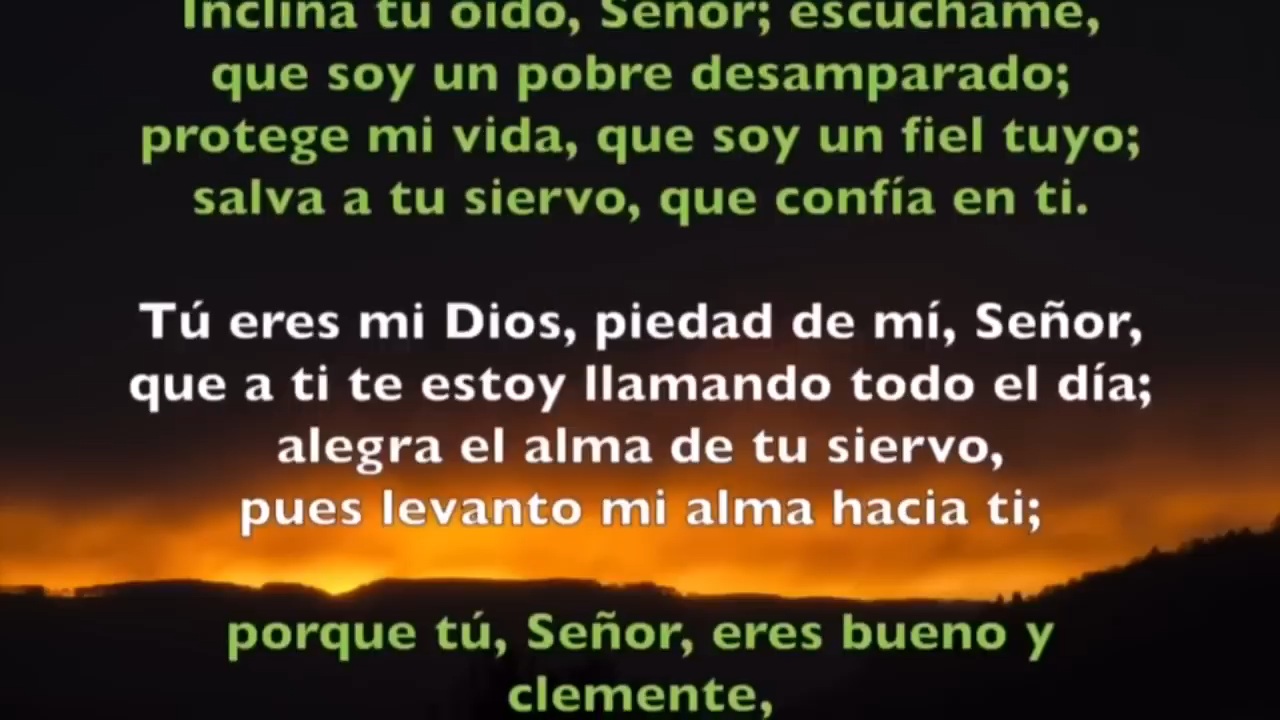 Inclina tu oído, Señor; escúchame,
que soy un pobre desamparado;
protege mi vida, que soy un fiel tuyo;
salva a tu siervo, que confía en ti.
Tú eres mi Dios, piedad de mí, Señor,
que a ti te estoy llamando todo el día;
alegra el alma de tu siervo,
pues levanto mi alma hacia ti;
porque tú, Señor, eres bueno y
clemente,